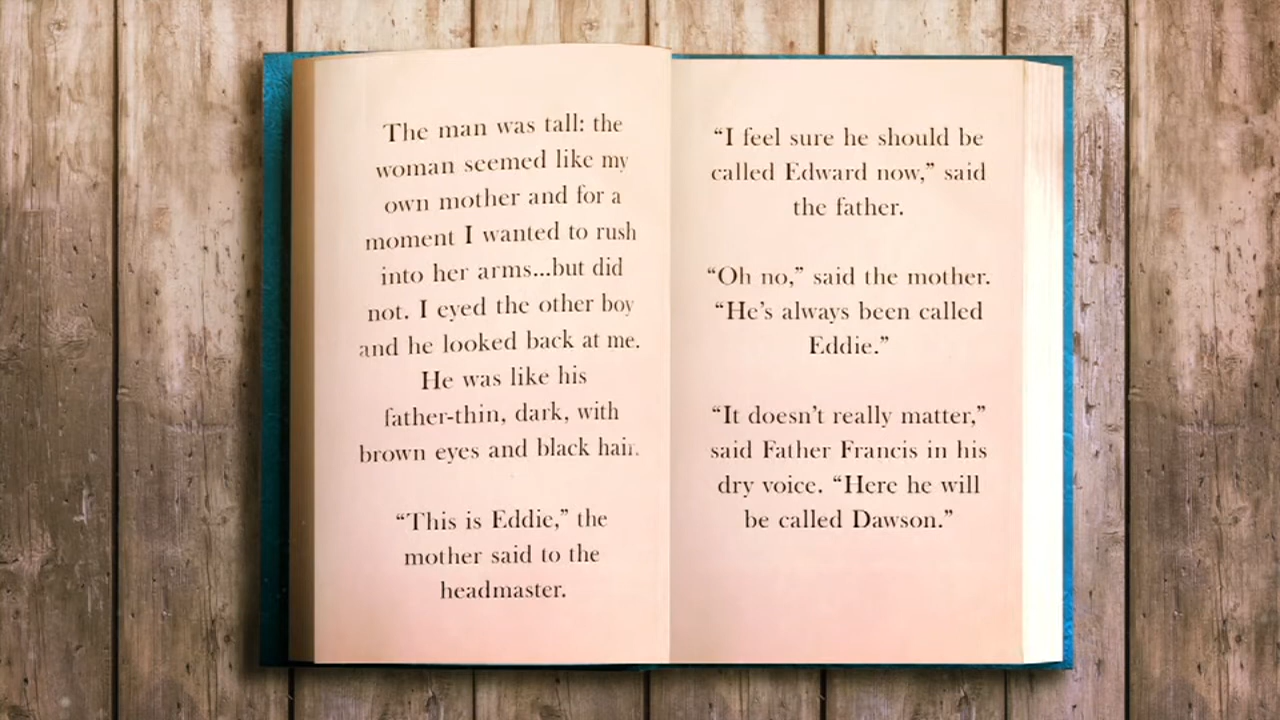 The man was tall: the
woman seemed like my
own mother and for a
moment I wanted to rush
into her arms...but did
not. I eyed the other boy
and he looked back at me.
He was like his
father-thin, dark, with
brown eyes and black hair.
“This is Eddie,” the
mother said to the
headmaster.
“I feel sure he should be
called Edward now,” said
the father.
“Oh no,” said the mother.
“He’s always been called
Eddie.”
“It doesn’t really matter,”
said Father Francis in his
dry voice. “Here he will
be called Dawson.”